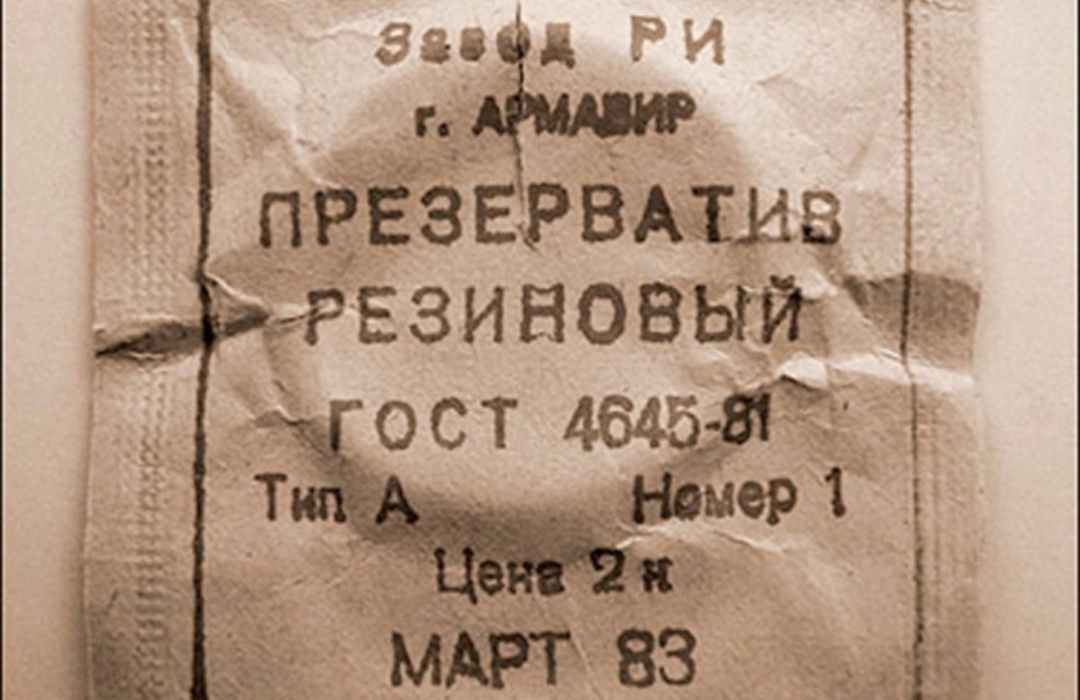 Завод РИ
г. АРМАВИР
ПРЕЗЕРВАТИВ
РЕЗИНОВЫЙ
ГОСТ 4645-81
Тип А Номер 1
Цена 2 к
МАРТ 83